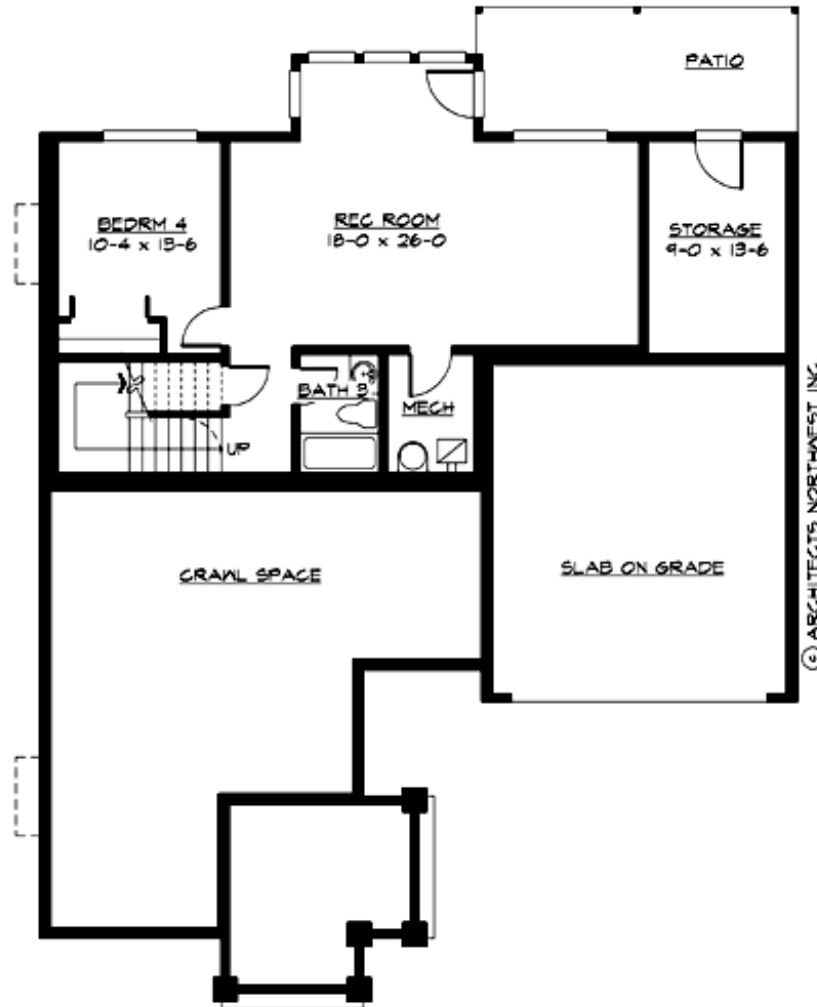 PATIO
BEDRM 4
10-4 x 13-6
REC ROOM
18-0 x 26-0
STORAGE
9-0 x 13-6
BATH 3
MECH
UP
CRAWL SPACE
SLAB ON GRADE
© ARCHITECTS NORTHWEST INC.